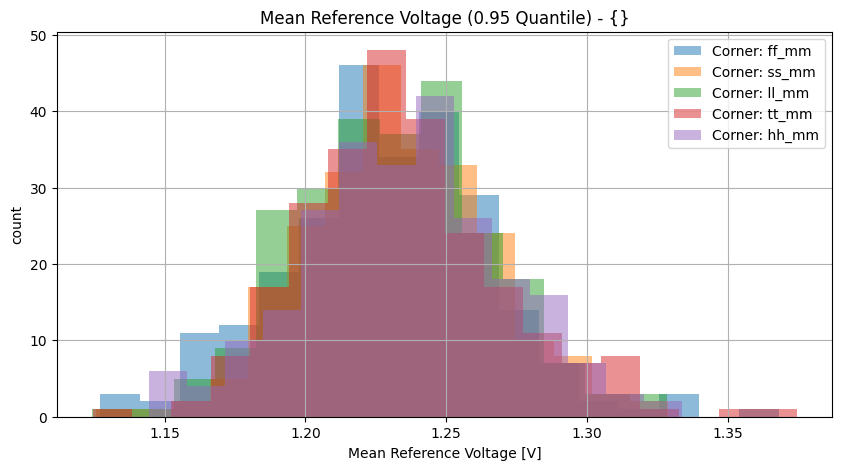 Mean Reference Voltage (0.95 Quantile) - {}
Corner: ff_mm
Corner: ss_mm
Corner: ll_mm
Corner: tt_mm
Corner: hh_mm
count
50
40
30
20
10
0
1.15 1.20 1.25 1.30 1.35
Mean Reference Voltage [V]